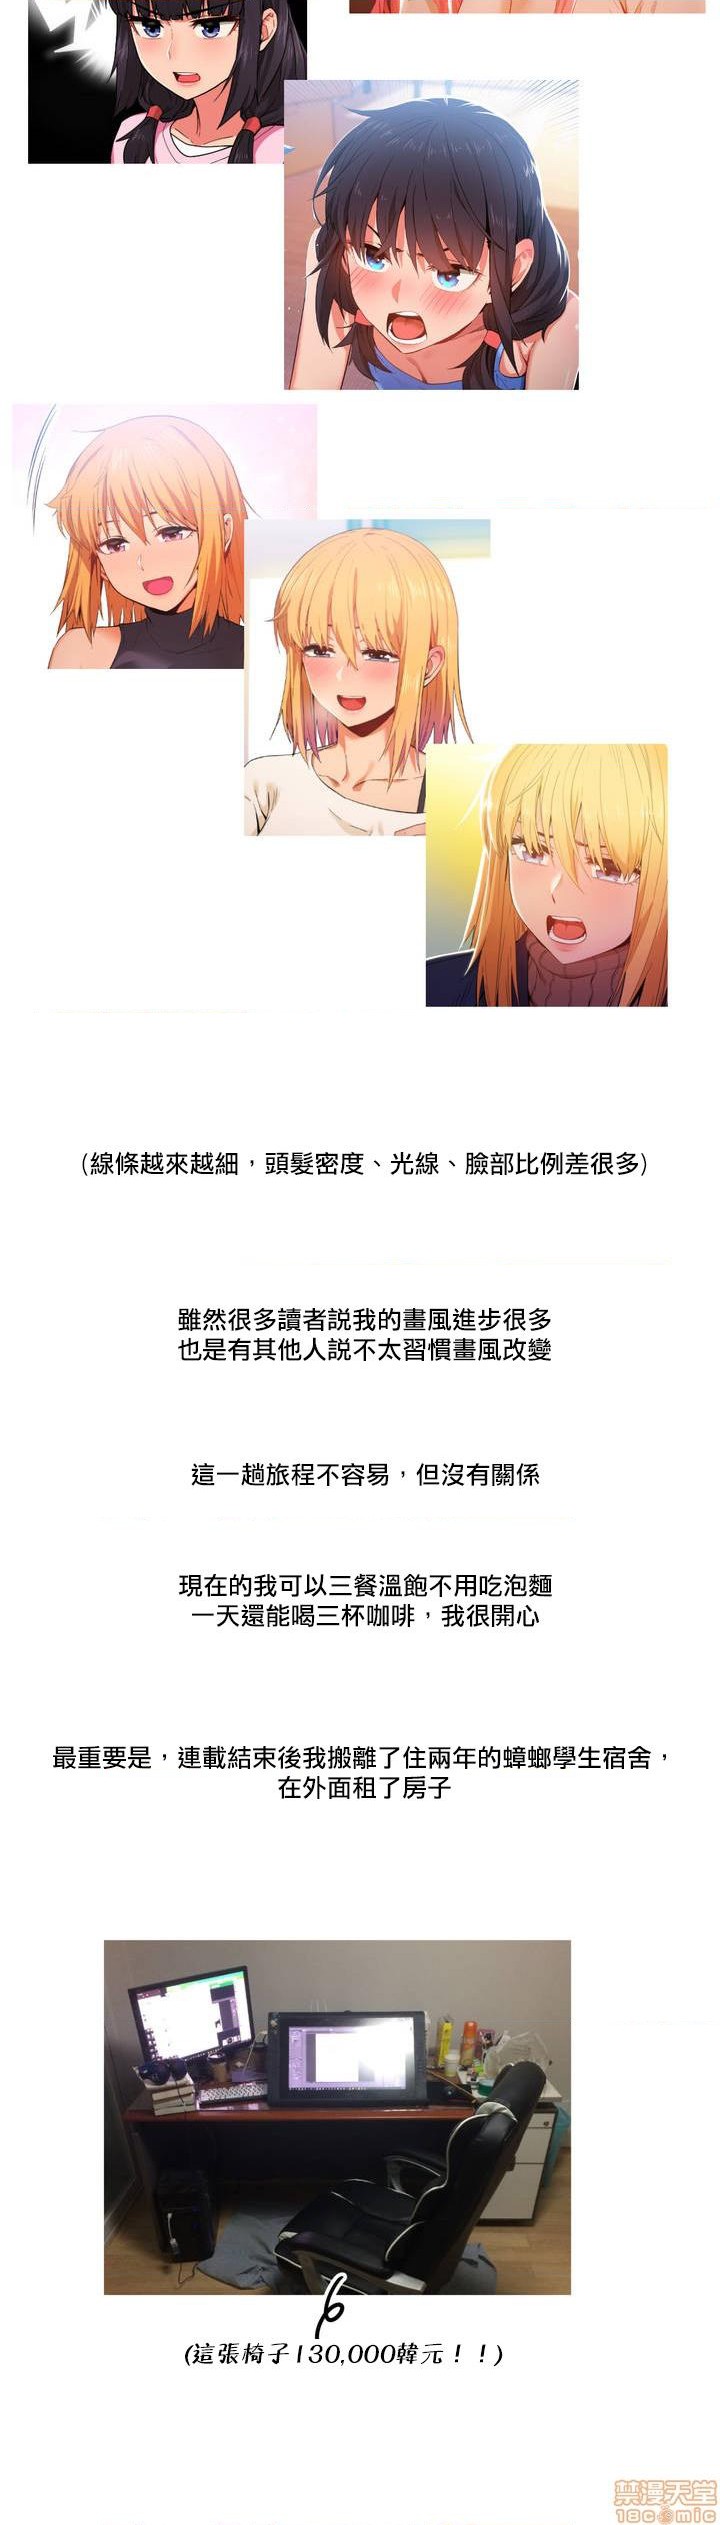 (線條越來越細，頭髮密度、光線、臉部比例差很多)
雖然很多讀者説我的畫風進步很多
也是有其他人説不太習慣畫風改變
這一趟旅程不容易，但沒有關係
現在的我可以三餐溫飽不用吃泡麵
一天還能喝三杯咖啡，我很開心
最重要是，連載結束後我搬離了住兩年的蟑螂學生宿舍，
在外面租了房子
(這張椅子130,000韓元！！)
禁漫天堂
18comic.org